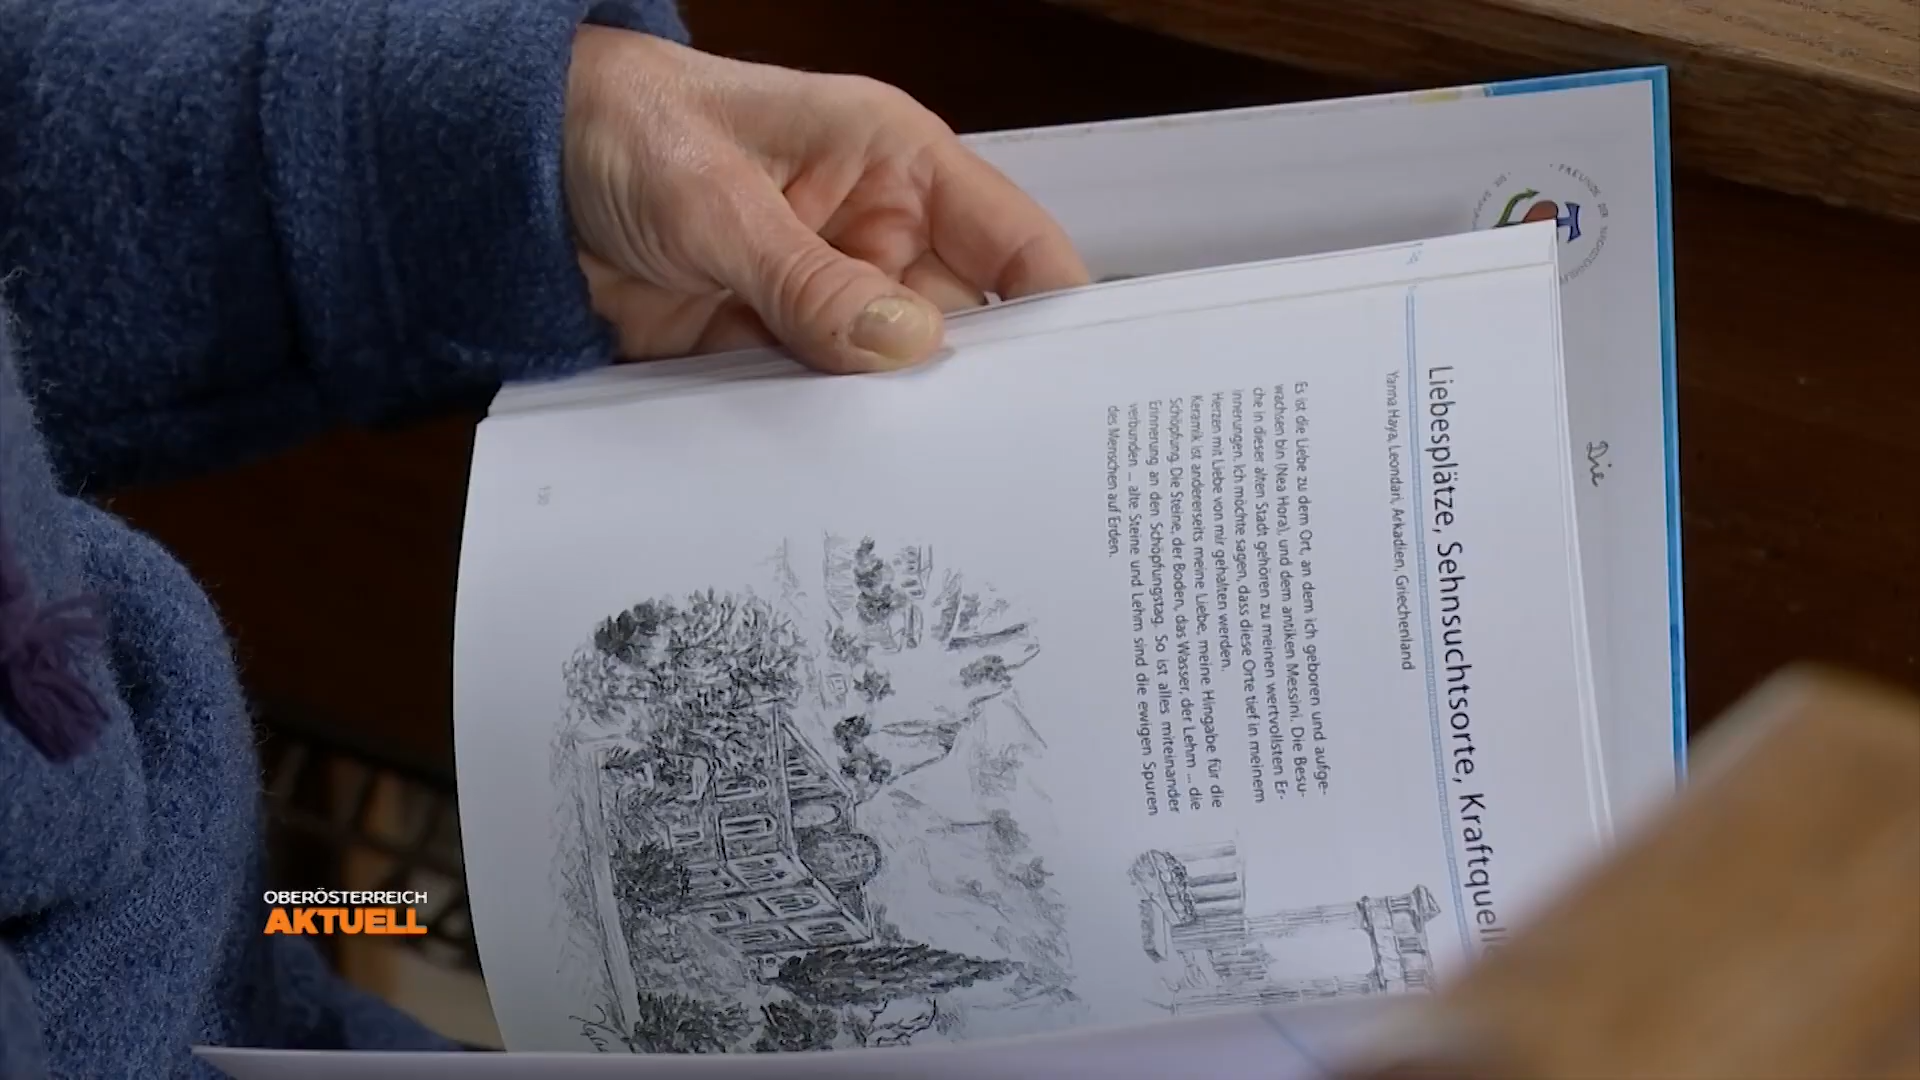 Liebesplätze, Sehnsuchtsorte, Kraftquell
Yanna Haya, Leondari, Arkadien, Griechenland
Es ist die Liebe zu dem Ort, an dem ich geboren und aufge-
wachsen bin (Nea Hora), und dem antiken Messini. Die Besu-
che in dieser alten Stadt gehören zu meinen wertvollsten Er-
innerungen. Ich möchte sagen, dass diese Orte tief in meinem
Herzen mit Liebe von mir gehalten werden.
Keramik ist andererseits meine Liebe, meine Hingabe für die
Schöpfung. Die Steine, der Boden, das Wasser, der Lehm ... die
Erinnerung an den Schöpfungstag. So ist alles miteinander
verbunden ... alte Steine und Lehm sind die ewigen Spuren
des Menschen auf Erden.
130
Die
FREUNDE DER
OBERÖSTERREICH
AKTUELL